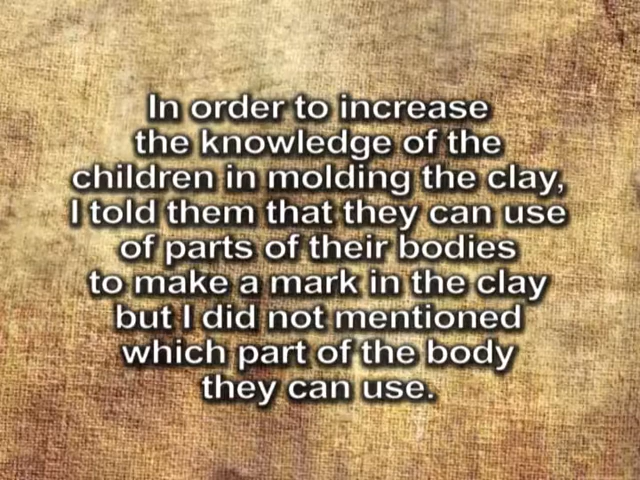 In order to increase
the knowledge of the
children in molding the clay,
I told them that they can use
of parts of their bodies
to make a mark in the clay
but I did not mentioned
which part of the body
they can use.